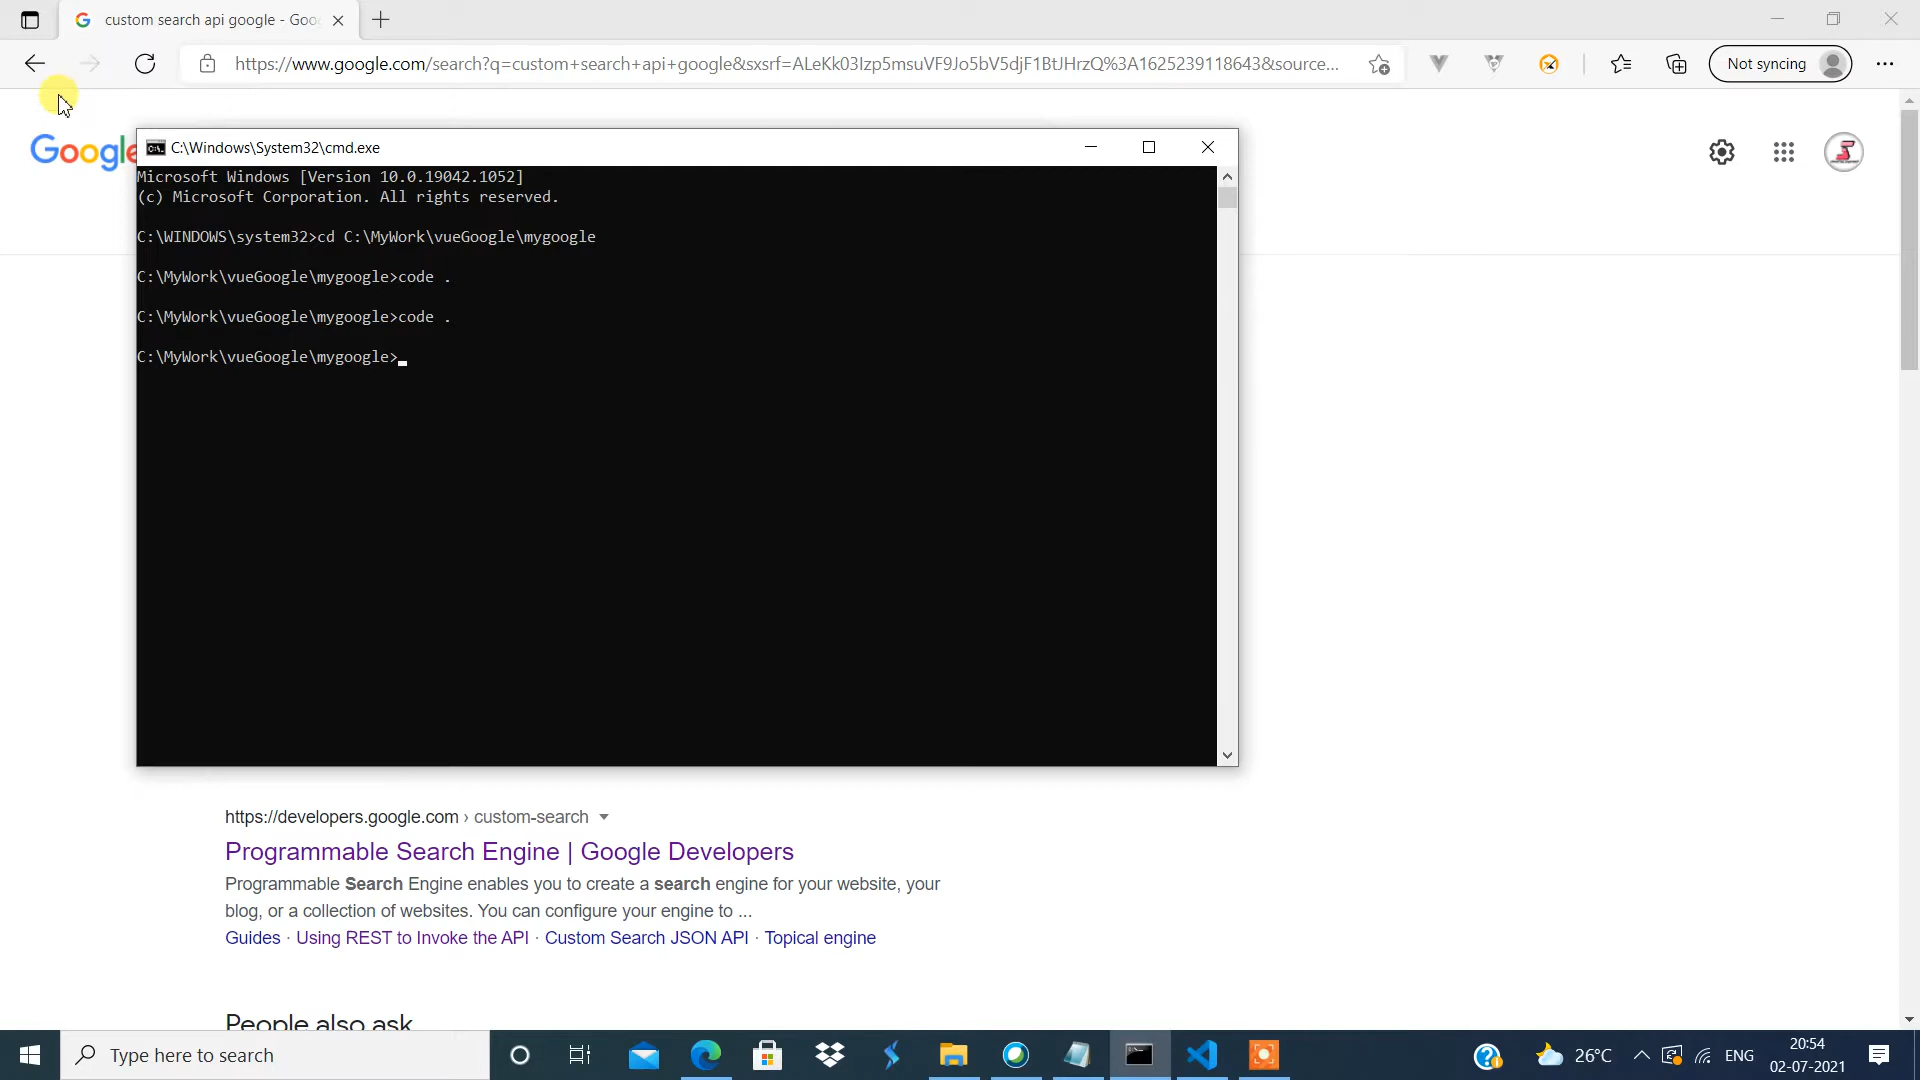 custom search api google - Goo
https://www.google.com/search?q=custom+search+api+google&sxsrf=ALeKk03Izp5msuVF9Jo5bV5djF1BtJHrzQ%3A1625239118643&source...
Not syncing
Google
C:\Windows\System32\cmd.exe
Microsoft Windows [Version 10.0.19042.1052]
(c) Microsoft Corporation. All rights reserved.
C:\WINDOWS\system32>cd C:\MyWork\vueGoogle\mygoogle
C:\MyWork\vueGoogle\mygoogle>code .
C:\MyWork\vueGoogle\mygoogle>code .
C:\MyWork\vueGoogle\mygoogle>
https://developers.google.com › custom-search
Programmable Search Engine | Google Developers
Programmable Search Engine enables you to create a search engine for your website, your
blog, or a collection of websites. You can configure your engine to ...
Guides · Using REST to Invoke the API · Custom Search JSON API · Topical engine
People also ask
Type here to search
26°C
ENG
20:54
02-07-2021